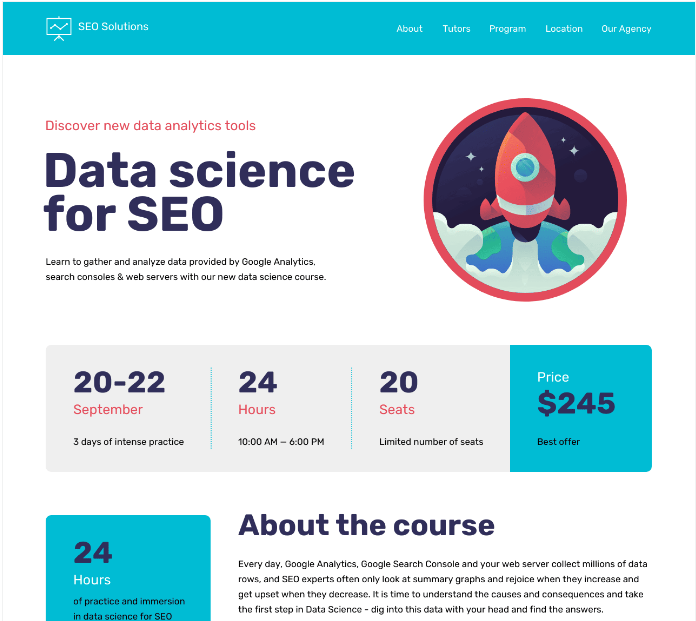 SEO Solutions
About Tutors Program Location Our Agency
Discover new data analytics tools
Data science
for SEO
Learn to gather and analyze data provided by Google Analytics,
search consoles & web servers with our new data science course.
20-22
September
3 days of intense practice
24
Hours
10:00 AM — 6:00 PM
20
Seats
Limited number of seats
Price
$245
Best offer
24
Hours
of practice and immersion
in data science for SEO
About the course
Every day, Google Analytics, Google Search Console and your web server collect millions of data
rows, and SEO experts often only look at summary graphs and rejoice when they increase and
get upset when they decrease. It is time to understand the causes and consequences and take
the first step in Data Science - dig into this data with your head and find the answers.